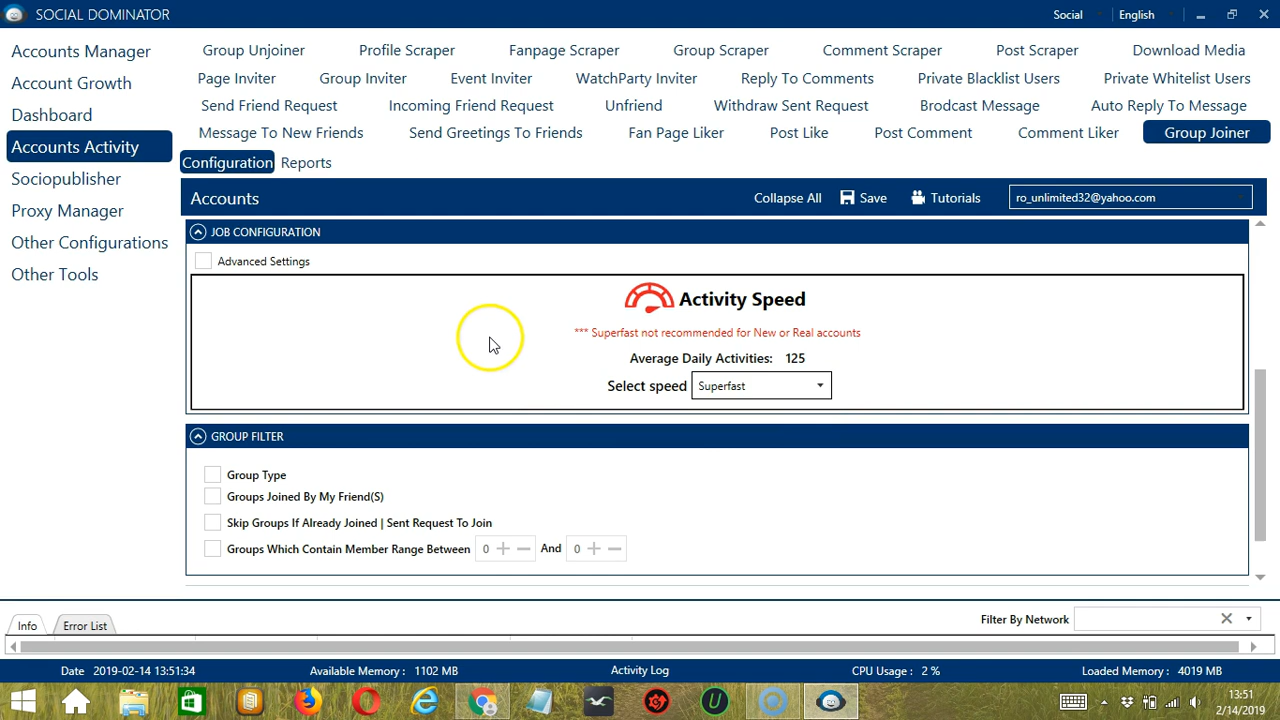 SOCIAL DOMINATOR
Social
English
Accounts Manager
Account Growth
Dashboard
Accounts Activity
Sociopublisher
Proxy Manager
Other Configurations
Other Tools
Group Unjoiner Profile Scraper Fanpage Scraper Group Scraper Comment Scraper Post Scraper Download Media
Page Inviter Group Inviter Event Inviter WatchParty Inviter Reply To Comments Private Blacklist Users Private Whitelist Users
Send Friend Request Incoming Friend Request Unfriend Withdraw Sent Request Brodcast Message Auto Reply To Message
Message To New Friends Send Greetings To Friends Fan Page Liker Post Like Post Comment Comment Liker Group Joiner
Configuration Reports
Accounts Collapse All Save Tutorials ro_unlimited32@yahoo.com
JOB CONFIGURATION
Advanced Settings
Activity Speed
*** Superfast not recommended for New or Real accounts
Average Daily Activities: 125
Select speed Superfast
GROUP FILTER
Group Type
Groups Joined By My Friend(S)
Skip Groups If Already Joined | Sent Request To Join
Groups Which Contain Member Range Between 0 And 0
Info Error List Filter By Network
Date 2019-02-14 13:51:34 Available Memory : 1102 MB Activity Log CPU Usage : 2 % Loaded Memory : 4019 MB
13:51
2/14/2019